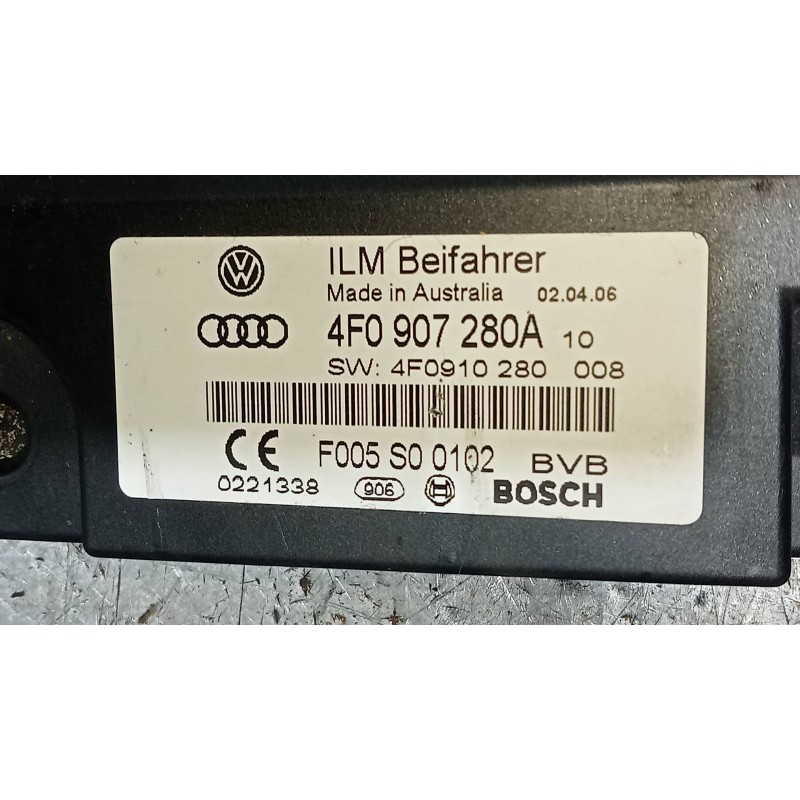 ILM Beifahrer
Made in Australia 02.04.06
4F0 907 280A 10
SW: 4F0910 280 008
CE F005 S0 0102 BVB
0221338 906 BOSCH